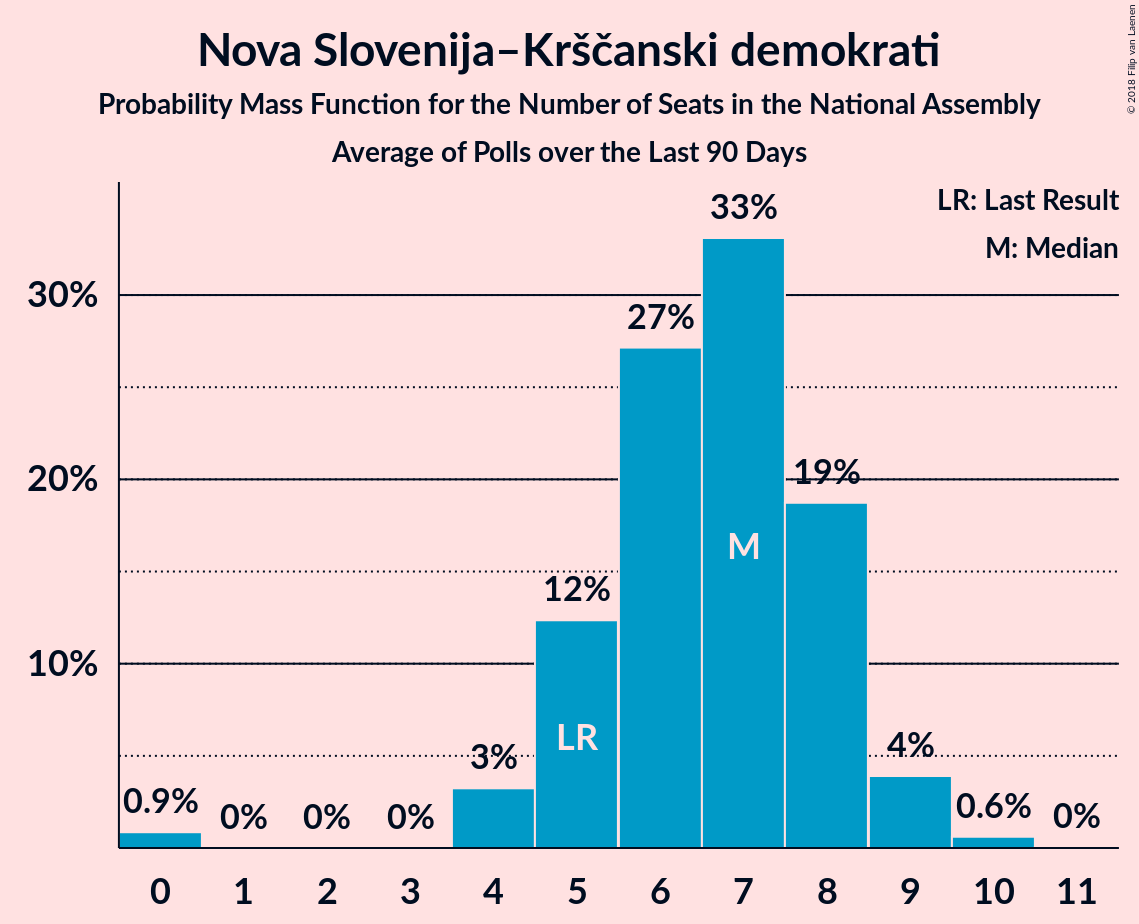 Nova Slovenija–Krščanski demokrati
Probability Mass Function for the Number of Seats in the National Assembly
Average of Polls over the Last 90 Days
© 2018 Filip van Laenen
LR: Last Result
M: Median
33%
30%
27%
20%
19%
M
12%
10%
LR
3%
4%
0.9%
0%
0%
0%
0.6%
0%
0 1 2 3 4 5 6 7 8 9 10 11